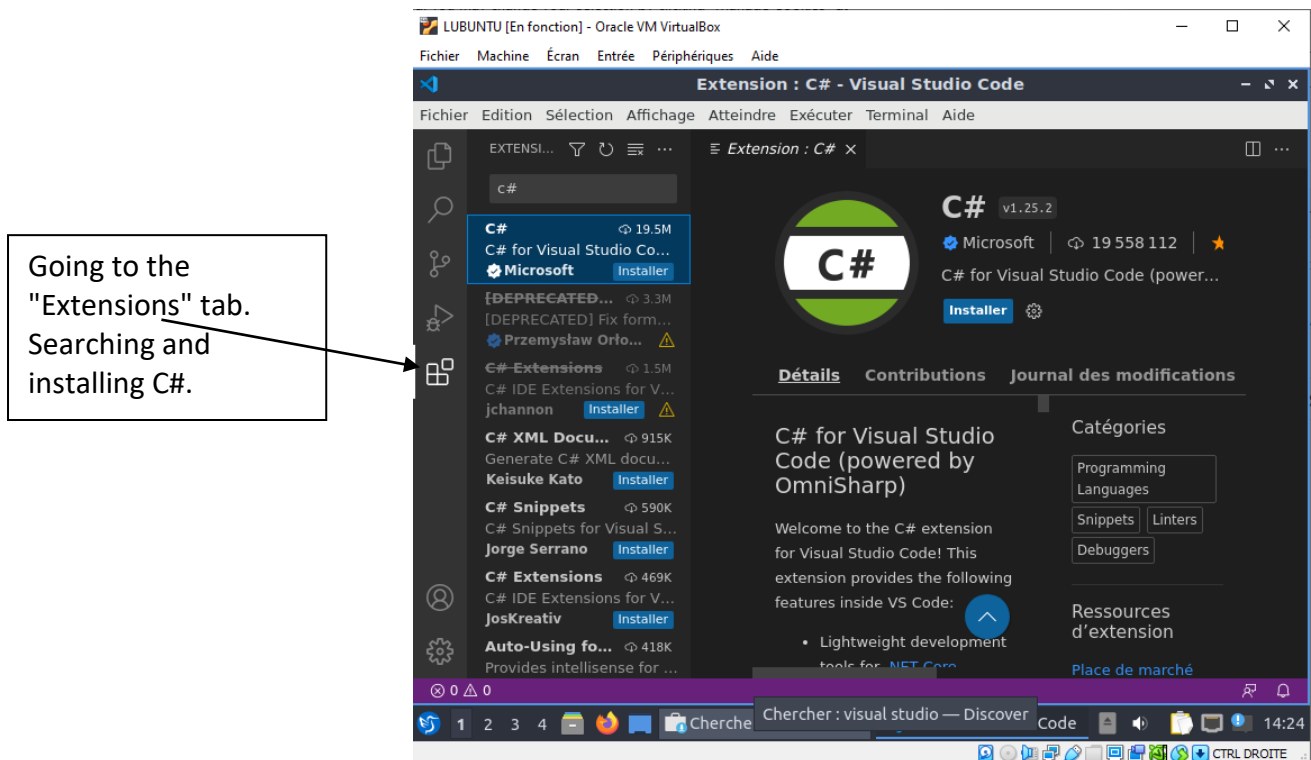 LUBUNTU [En fonction] - Oracle VM VirtualBox
Fichier Machine Écran Entrée Périphériques Aide
Extension : C# - Visual Studio Code
Fichier Edition Sélection Affichage Atteindre Exécuter Terminal Aide
EXTENSI... ...
Extension : C#
c#
C# 19.5M
C# for Visual Studio Co...
Microsoft Installer
[DEPRECATED... 3.3M
[DEPRECATED] Fix form...
Przemysław Orło...
C# Extensions 1.5M
C# IDE Extensions for V...
jchannon Installer
C# XML Docu... 915K
Generate C# XML docu...
Keisuke Kato Installer
C# Snippets 590K
C# Snippets for Visual S...
Jorge Serrano Installer
C# Extensions 469K
C# IDE Extensions for V...
JosKreativ Installer
Auto-Using fo... 418K
Provides intellisense for ...
C#
C# v1.25.2
Microsoft 19 558 112
C# for Visual Studio Code (power...
Installer
Détails Contributions Journal des modifications
C# for Visual Studio
Code (powered by
OmniSharp)
Welcome to the C# extension
for Visual Studio Code! This
extension provides the following
features inside VS Code:
• Lightweight development
tools for .NET Core
Catégories
Programming
Languages
Snippets Linters
Debuggers
Ressources
d’extension
Place de marché
0 0
1 2 3 4 Cherche
Chercher : visual studio — Discover
Code 14:24
CTRL DROITE
Going to the
"Extensions" tab.
Searching and
installing C#.